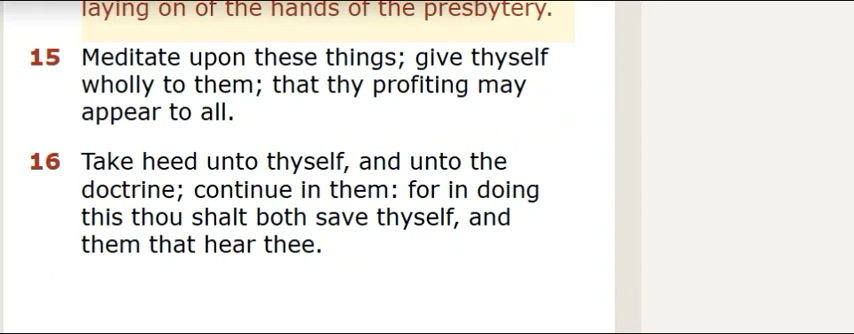 laying on of the hands of the presbytery.
15 Meditate upon these things; give thyself
wholly to them; that thy profiting may
appear to all.
16 Take heed unto thyself, and unto the
doctrine; continue in them: for in doing
this thou shalt both save thyself, and
them that hear thee.